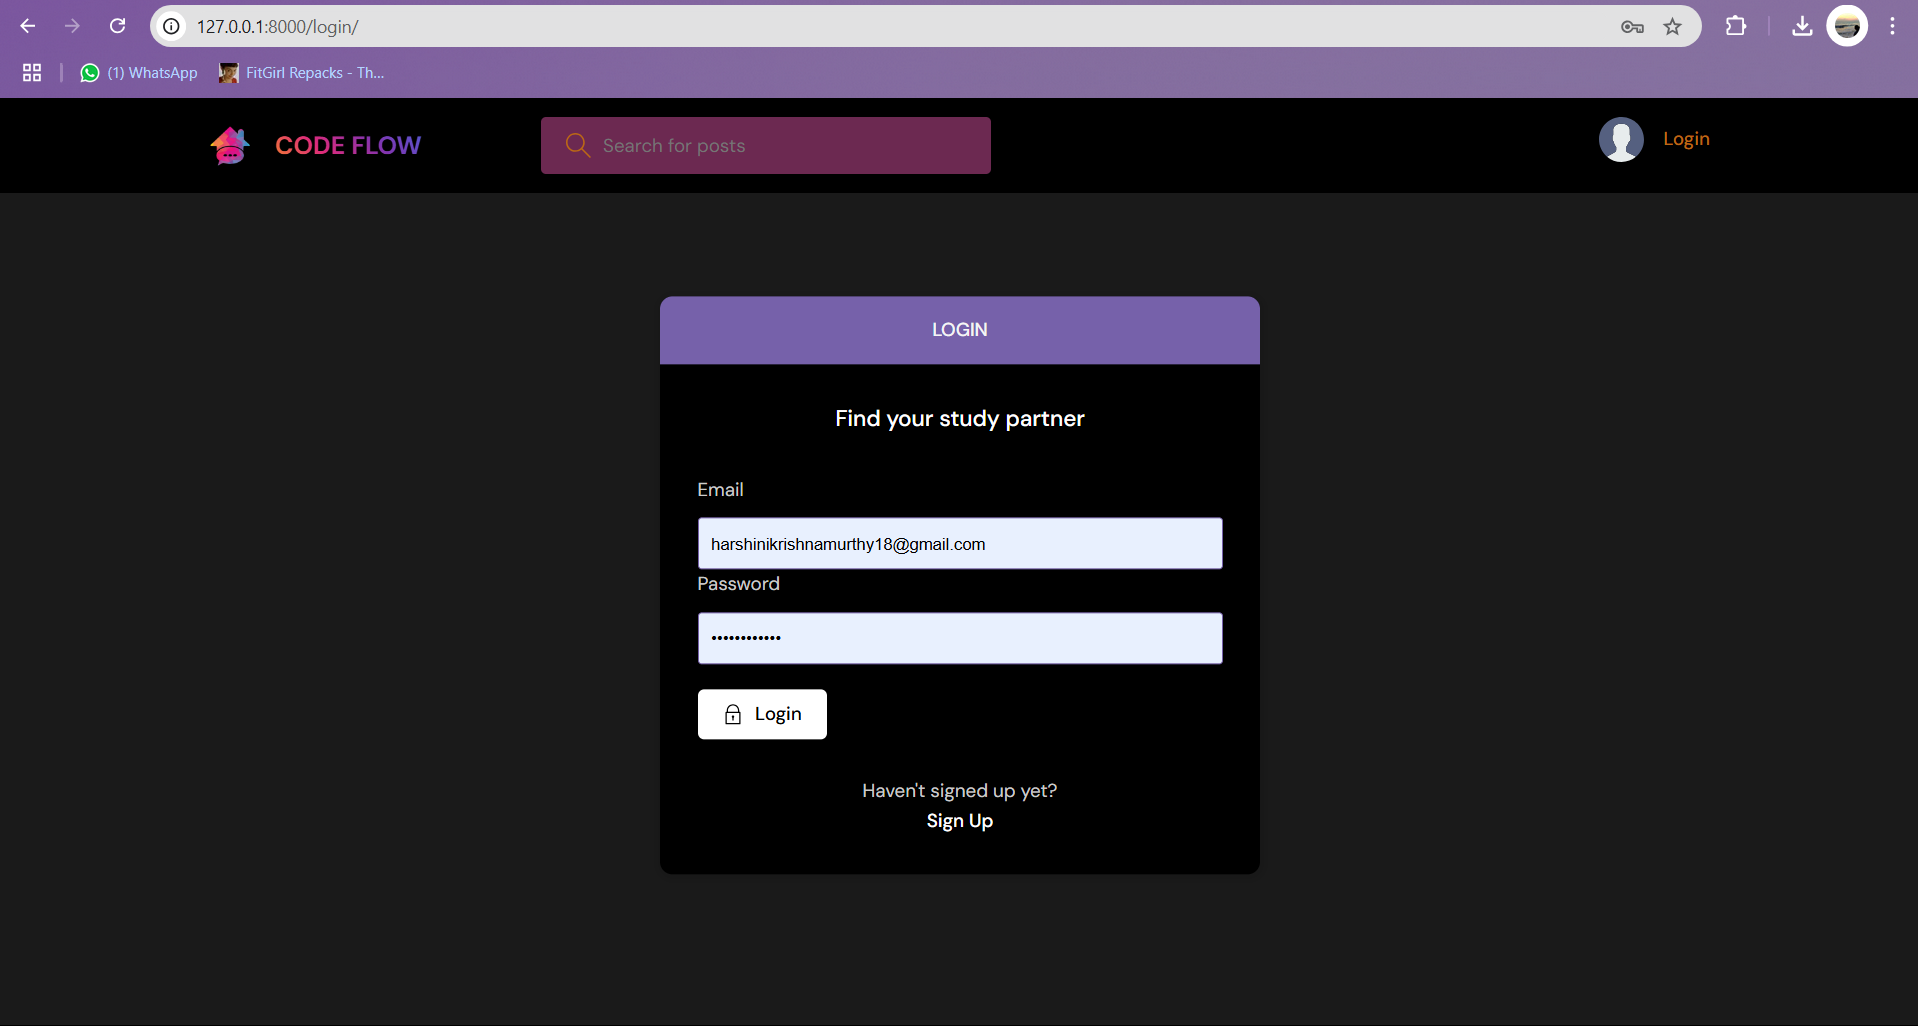 127.0.0.1:8000/login/
(1) WhatsApp FitGirl Repacks - Th...
CODE FLOW
Search for posts
Login
LOGIN
Find your study partner
Email
harshinikrishnamurthy18@gmail.com
Password
••••••••••••
Login
Haven't signed up yet?
Sign Up